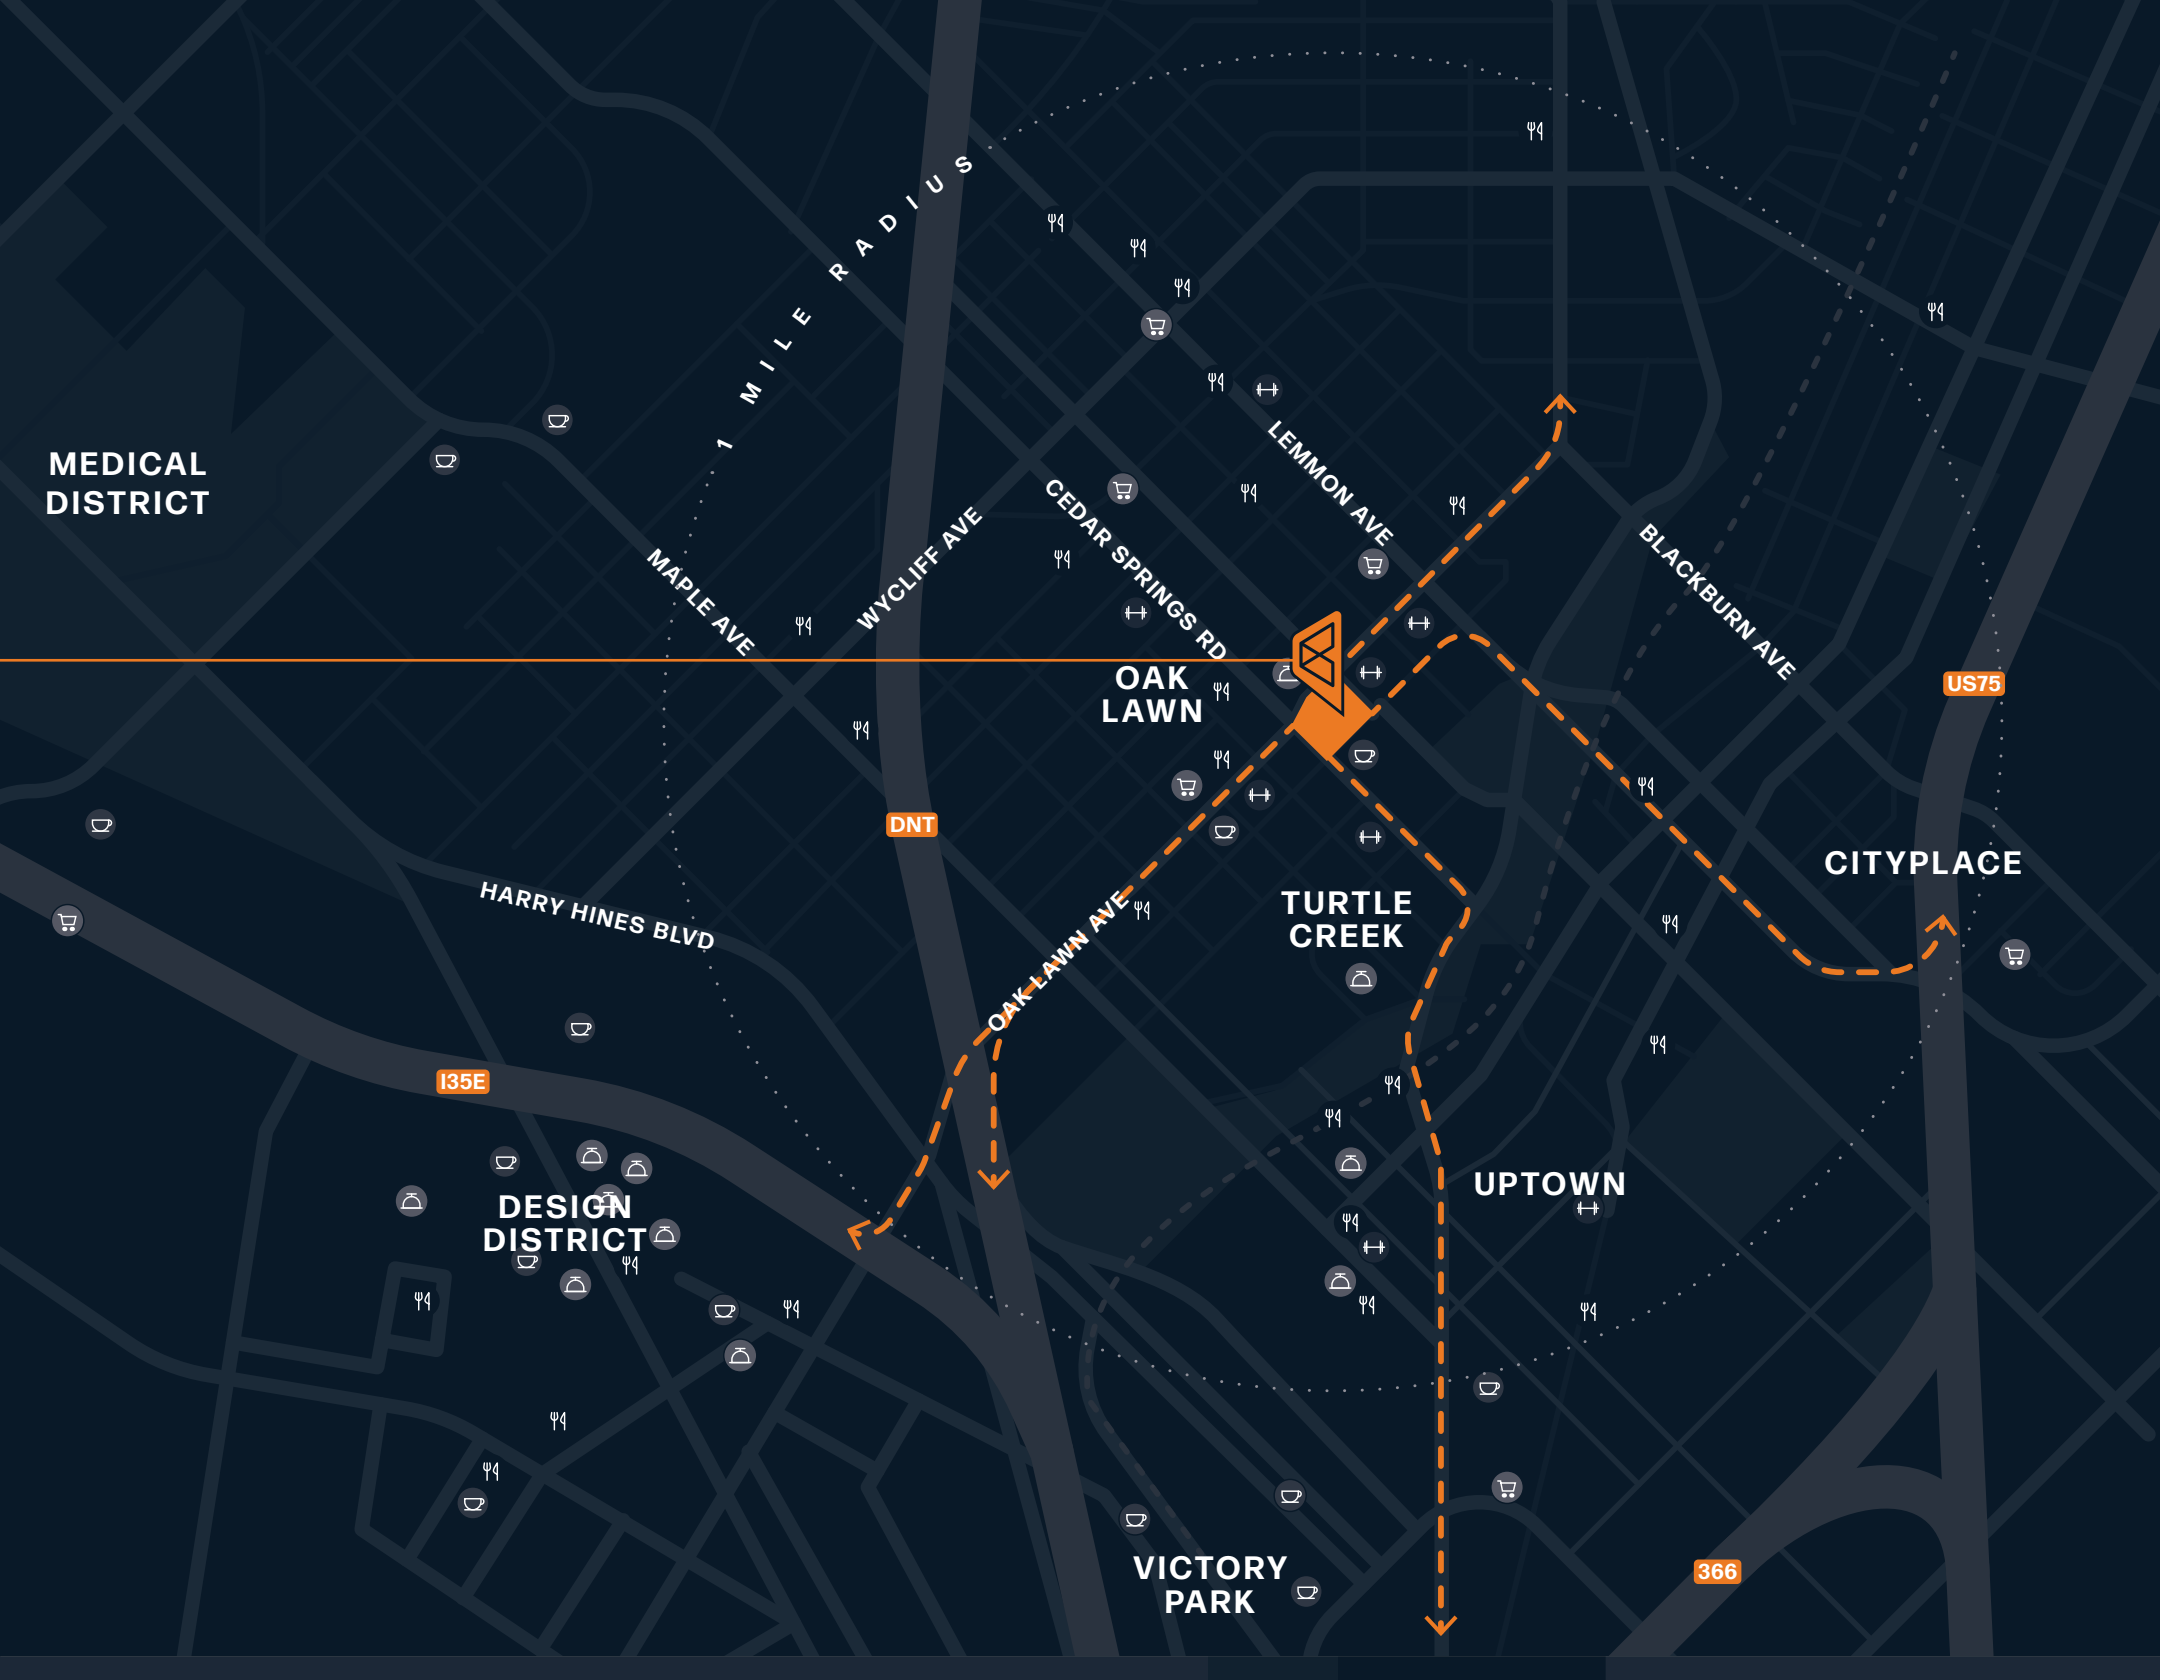 1 MILE RADIUS
LEMMON AVE
MEDICAL
DISTRICT
CEDAR SPRINGS RD
WYCLIFF AVE
MAPLE AVE
BLACKBURN AVE
OAK
LAWN
US75
DNT
CITYPLACE
HARRY HINES BLVD
TURTLE
CREEK
OAK LAWN AVE
I35E
UPTOWN
DESIGN
DISTRICT
VICTORY
PARK
366